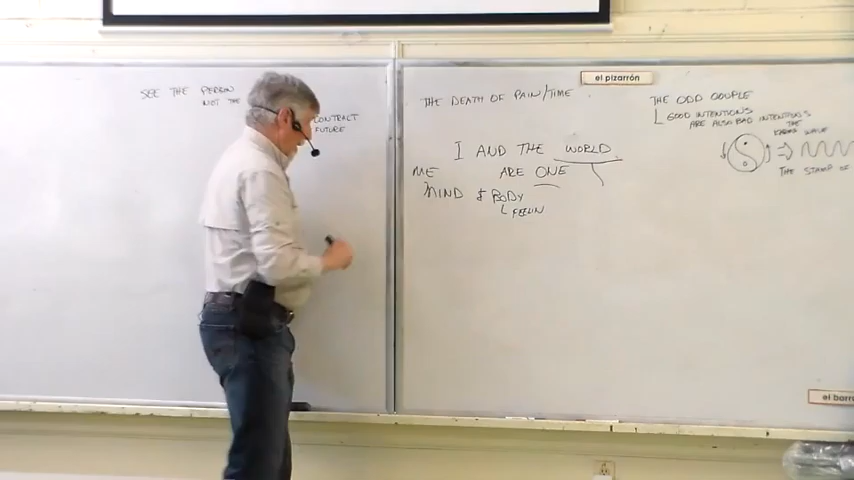 SEE THE PERSON
NOT THE
CONTRACT
FUTURE
THE DEATH OF PAIN/TIME
el pizarrón
I AND THE WORLD
ARE ONE
ME
MIND & BODY
THE ODD COUPLE
GOOD INTENTIONS
ARE ALSO BAD INTENTIONS
THE
KARMA WAVE
THE STAMP OF
el borr